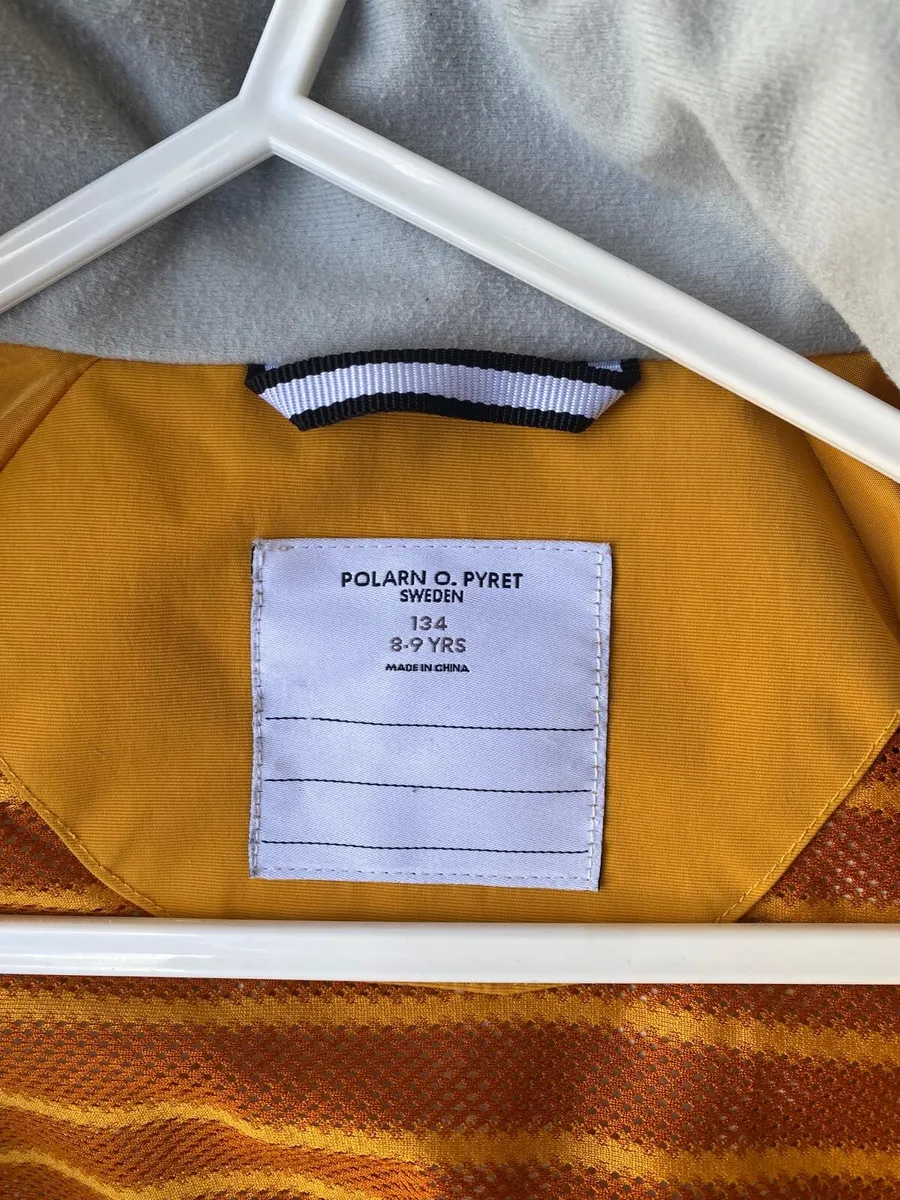 POLARN O. PYRET
SWEDEN
134
8-9 YRS
MADE IN CHINA